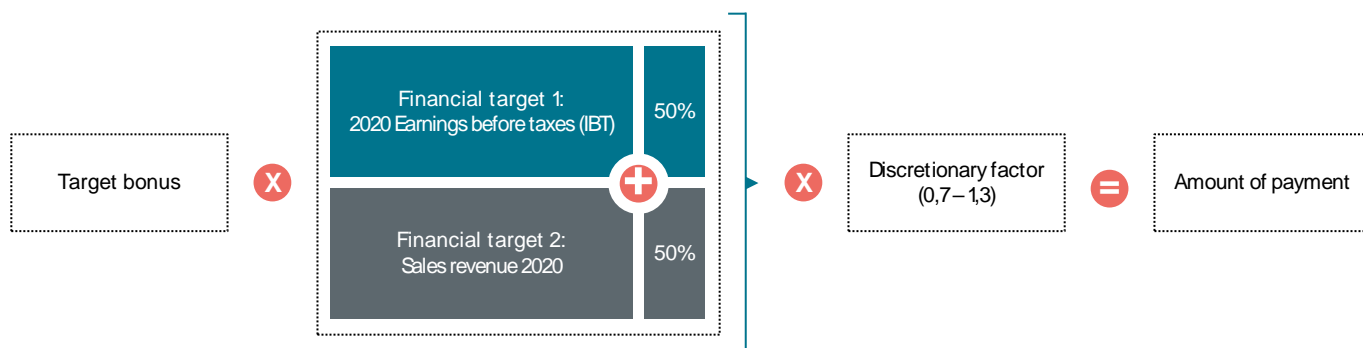 Target bonus
X
Financial target 1:
2020 Earnings before taxes (IBT)
50%
+
Financial target 2:
Sales revenue 2020
50%
X
Discretionary factor
(0,7 – 1,3)
=
Amount of payment